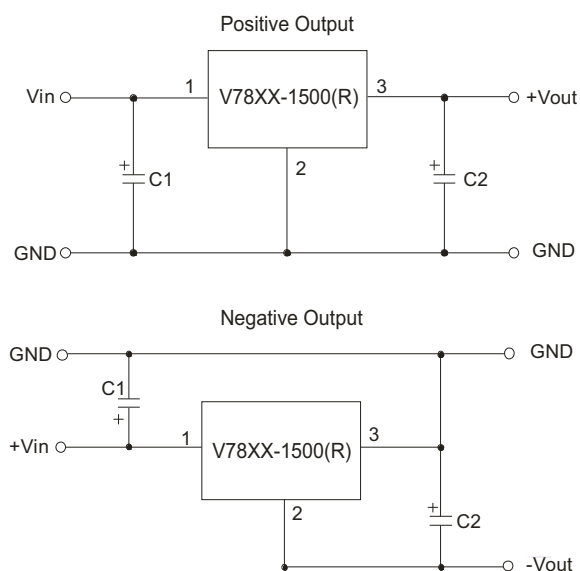 Positive Output
Vin
1
V78XX-1500(R)
3
+Vout
+
C1
2
+
C2
GND
GND
Negative Output
GND
GND
C1
+
+Vin
1
V78XX-1500(R)
3
2
+
C2
-Vout